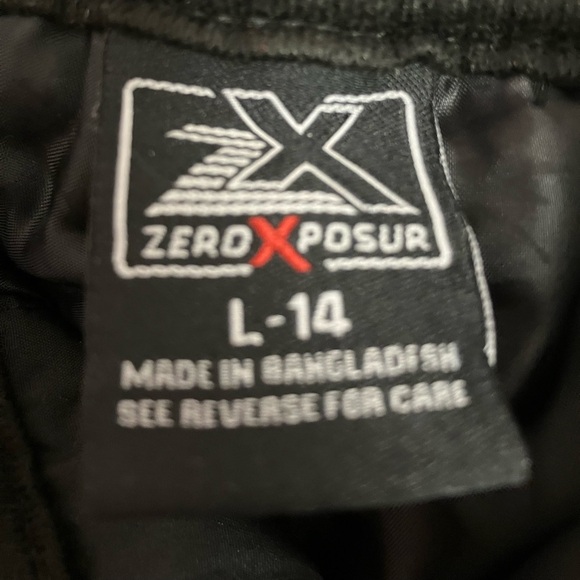 ZX
ZEROXPOSUR
L-14
MADE IN BANGLADESH
SEE REVERSE FOR CARE